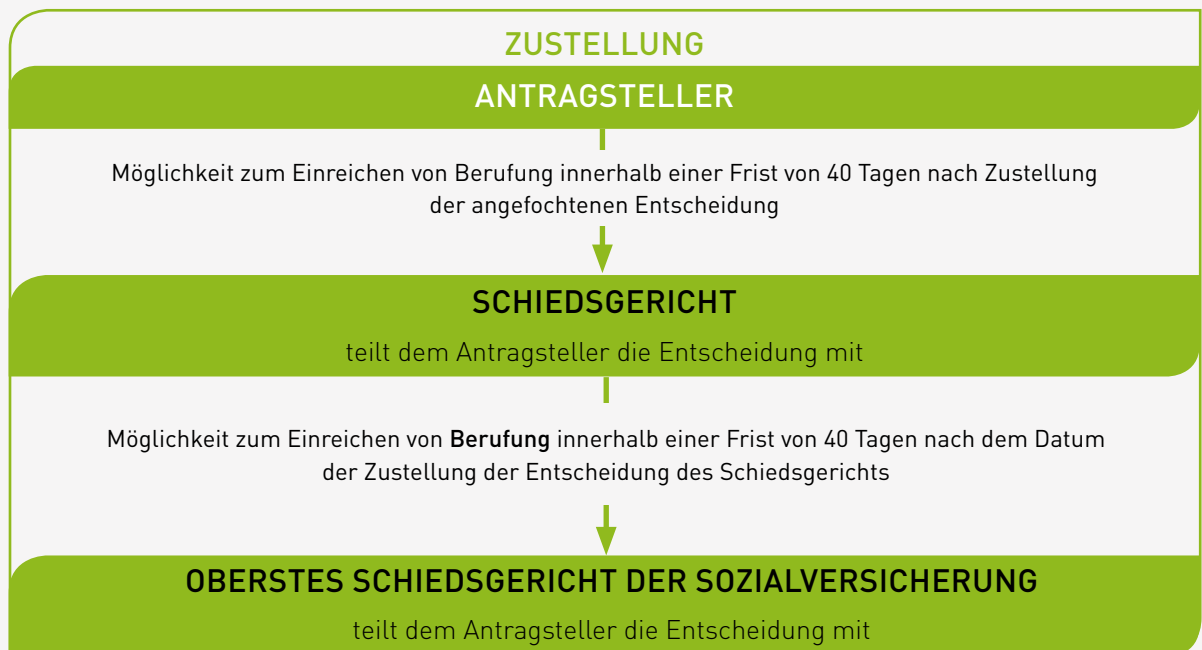 ZUSTELLUNG
ANTRAGSTELLER
Möglichkeit zum Einreichen von Berufung innerhalb einer Frist von 40 Tagen nach Zustellung
der angefochtenen Entscheidung
SCHIEDSGERICHT
teilt dem Antragsteller die Entscheidung mit
Möglichkeit zum Einreichen von Berufung innerhalb einer Frist von 40 Tagen nach dem Datum
der Zustellung der Entscheidung des Schiedsgerichts
OBERSTES SCHIEDSGERICHT DER SOZIALVERSICHERUNG
teilt dem Antragsteller die Entscheidung mit